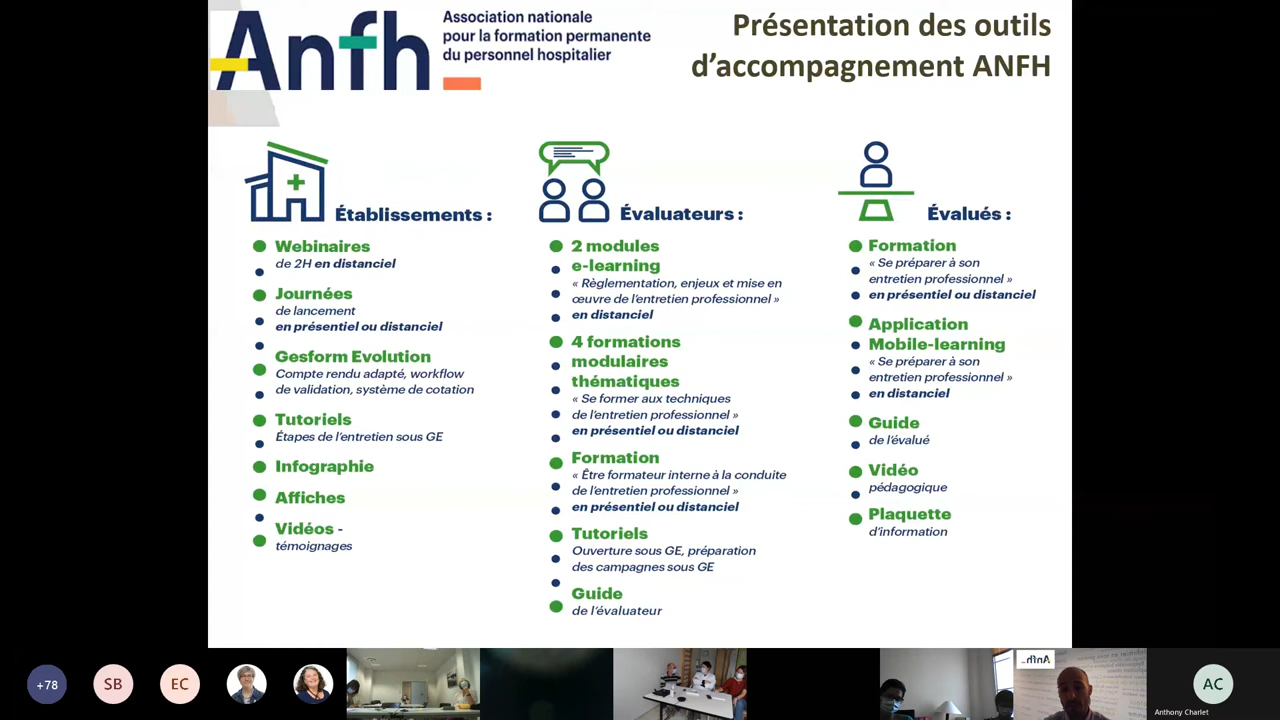 Anfh
Association nationale
pour la formation permanente
du personnel hospitalier
Présentation des outils
d’accompagnement ANFH
Établissements :
Webinaires
de 2H en distanciel
Journées
de lancement
en présentiel ou distanciel
Gesform Evolution
Compte rendu adapté, workflow
de validation, système de cotation
Tutoriels
Étapes de l’entretien sous GE
Infographie
Affiches
Vidéos -
témoignages
Évaluateurs :
2 modules
e-learning
« Règlementation, enjeux et mise en
œuvre de l’entretien professionnel »
en distanciel
4 formations
modulaires
thématiques
« Se former aux techniques
de l’entretien professionnel »
en présentiel ou distanciel
Formation
« Être formateur interne à la conduite
de l’entretien professionnel »
en présentiel ou distanciel
Tutoriels
Ouverture sous GE, préparation
des campagnes sous GE
Guide
de l’évaluateur
Évalués :
Formation
« Se préparer à son
entretien professionnel »
en présentiel ou distanciel
Application
Mobile-learning
« Se préparer à son
entretien professionnel »
en distanciel
Guide
de l’évalué
Vidéo
pédagogique
Plaquette
d’information
+78
SB
EC
Anfh
AC
Anthony Charlet